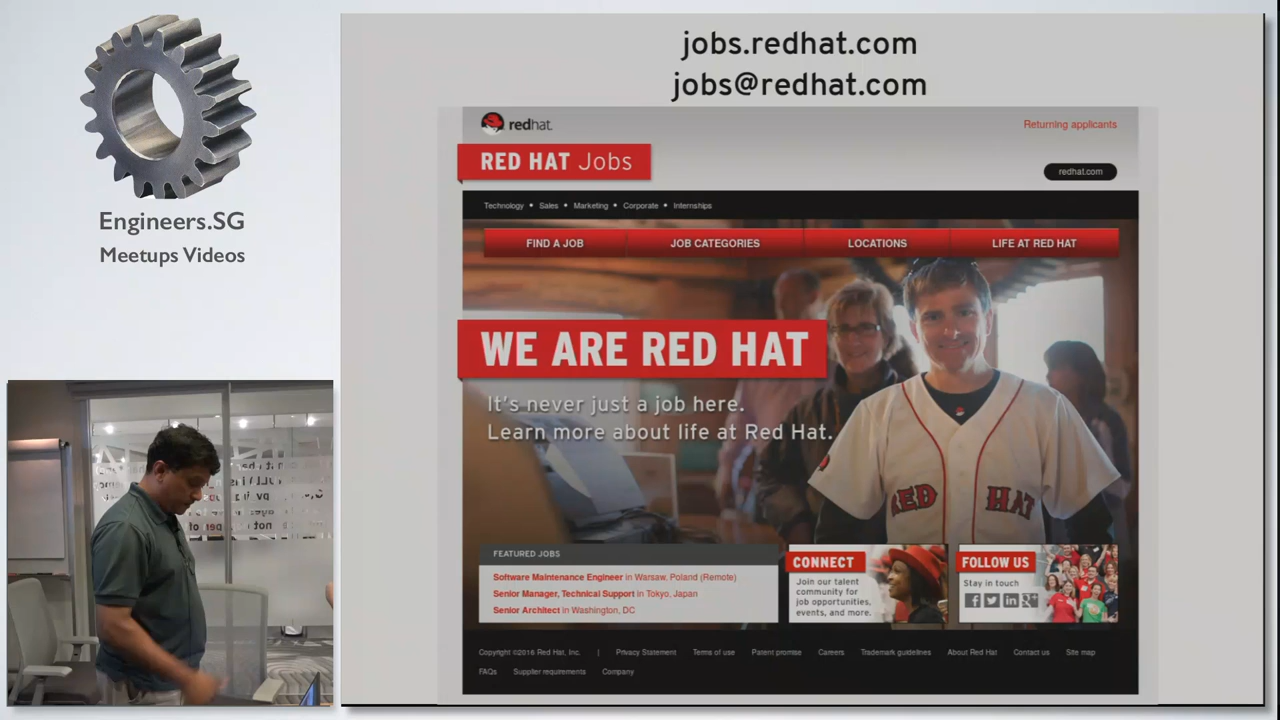 Engineers.SG
Meetups Videos
jobs.redhat.com
jobs@redhat.com
redhat.
Returning applicants
RED HAT Jobs
redhat.com
Technology • Sales • Marketing • Corporate • Internships
FIND A JOB JOB CATEGORIES LOCATIONS LIFE AT RED HAT
WE ARE RED HAT
It's never just a job here.
Learn more about life at Red Hat.
RED HAT
FEATURED JOBS
Software Maintenance Engineer in Warsaw, Poland (Remote)
Senior Manager, Technical Support in Tokyo, Japan
Senior Architect in Washington, DC
CONNECT
Join our talent
community for
job opportunities,
events, and more.
FOLLOW US
Stay in touch
Copyright ©2016 Red Hat, Inc. | Privacy Statement Terms of use Patent promise Careers Trademark guidelines About Red Hat Contact us Site map
FAQs Supplier requirements Company